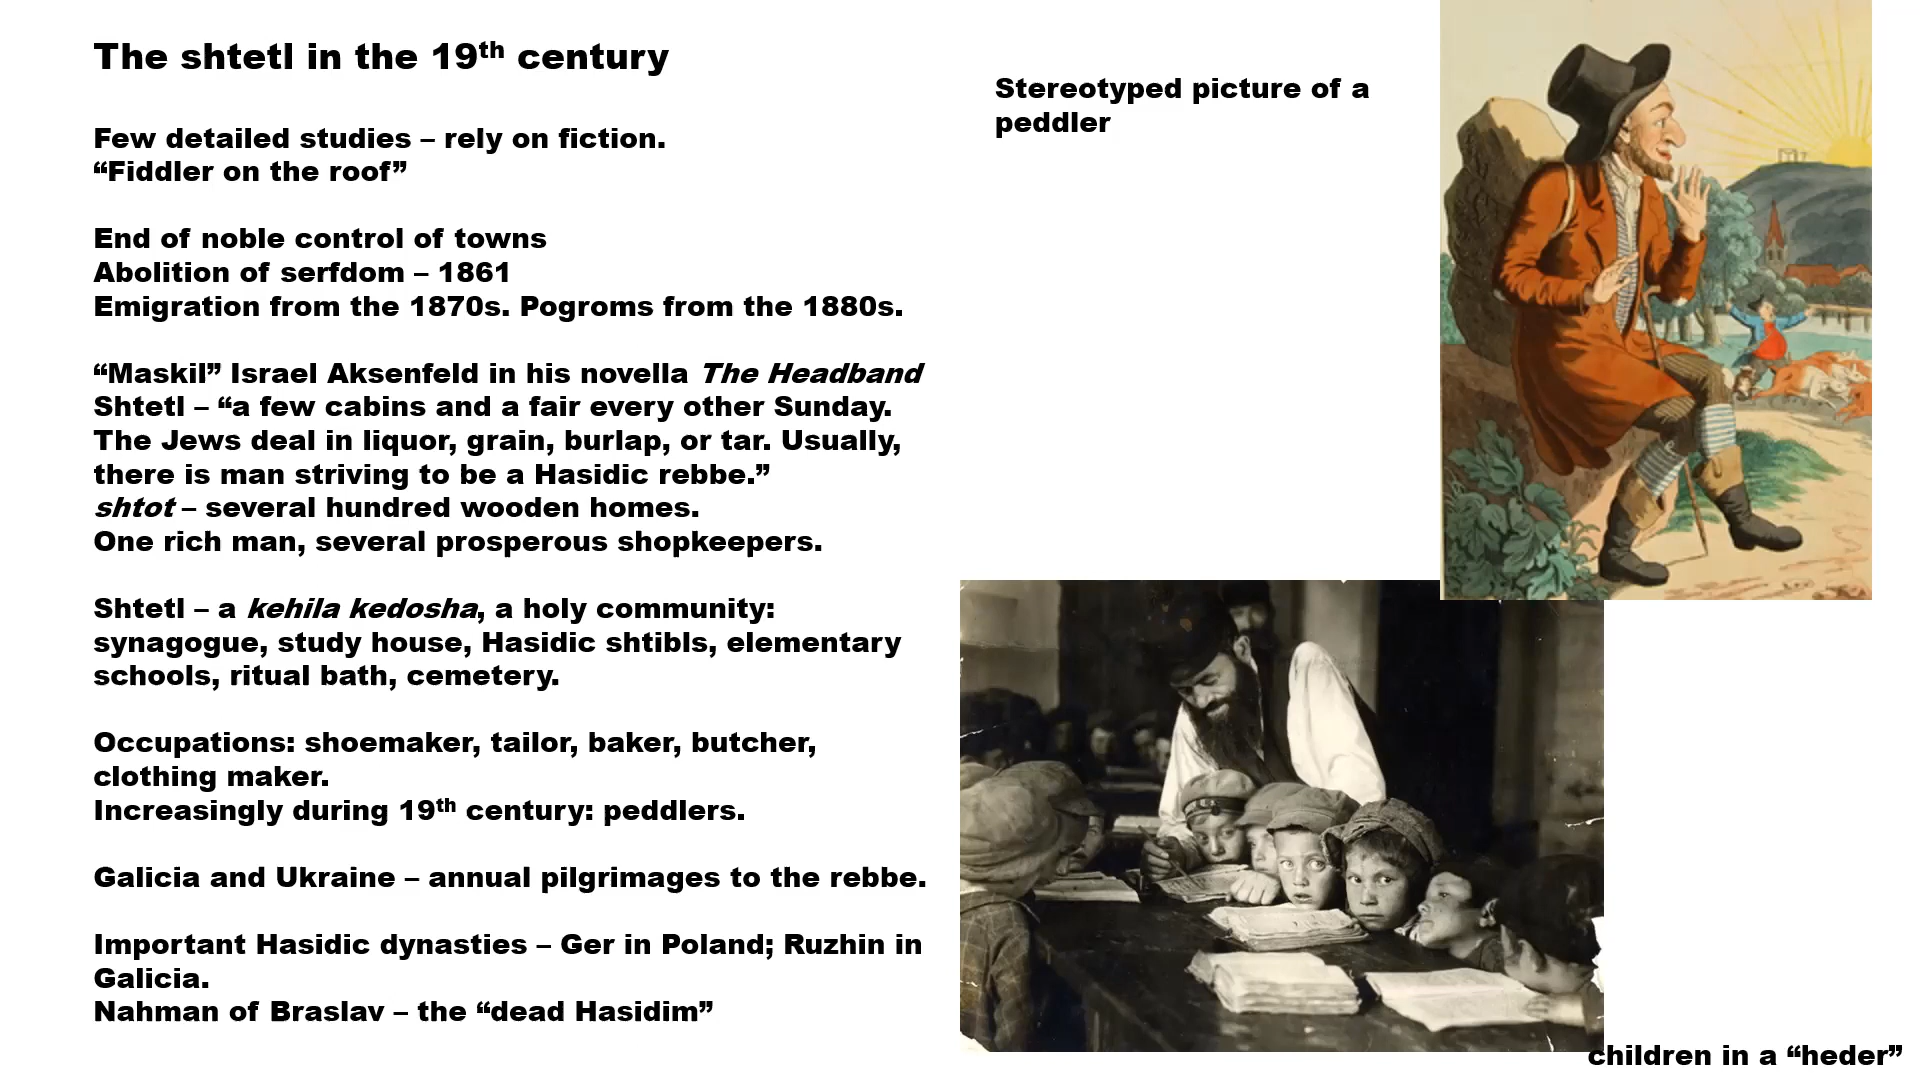 The shtetl in the 19th century
Few detailed studies – rely on fiction.
“Fiddler on the roof”
End of noble control of towns
Abolition of serfdom – 1861
Emigration from the 1870s. Pogroms from the 1880s.
“Maskil” Israel Aksenfeld in his novella The Headband
Shtetl – “a few cabins and a fair every other Sunday.
The Jews deal in liquor, grain, burlap, or tar. Usually,
there is man striving to be a Hasidic rebbe.”
shtot – several hundred wooden homes.
One rich man, several prosperous shopkeepers.
Shtetl – a kehila kedosha, a holy community:
synagogue, study house, Hasidic shtibls, elementary
schools, ritual bath, cemetery.
Occupations: shoemaker, tailor, baker, butcher,
clothing maker.
Increasingly during 19th century: peddlers.
Galicia and Ukraine – annual pilgrimages to the rebbe.
Important Hasidic dynasties – Ger in Poland; Ruzhin in
Galicia.
Nahman of Braslav – the “dead Hasidim”
Stereotyped picture of a
peddler
children in a “heder”